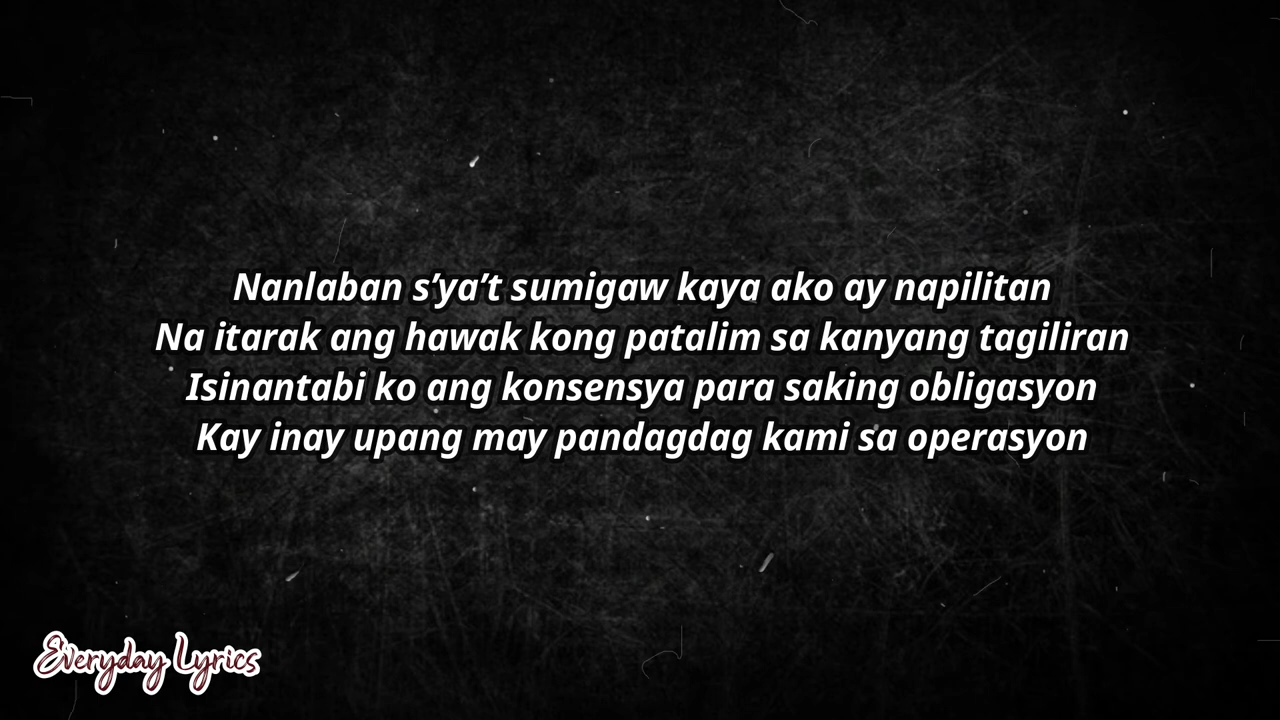 Nanlaban s’ya’t sumigaw kaya ako ay napilitan
Na itarak ang hawak kong patalim sa kanyang tagiliran
Isinantabi ko ang konsensya para saking obligasyon
Kay inay upang may pandagdag kami sa operasyon
Everyday Lyrics